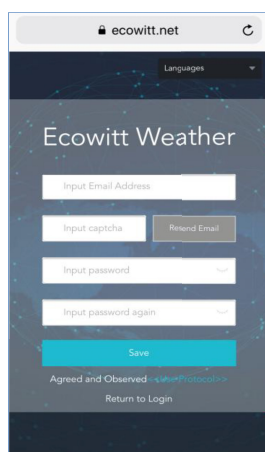 ecowitt.net
Languages
Ecowitt Weather
Input Email Address
Input captcha
Resend Email
Input password
Input password again
Save
Agreed and Observed <<User Protocol>>
Return to Login